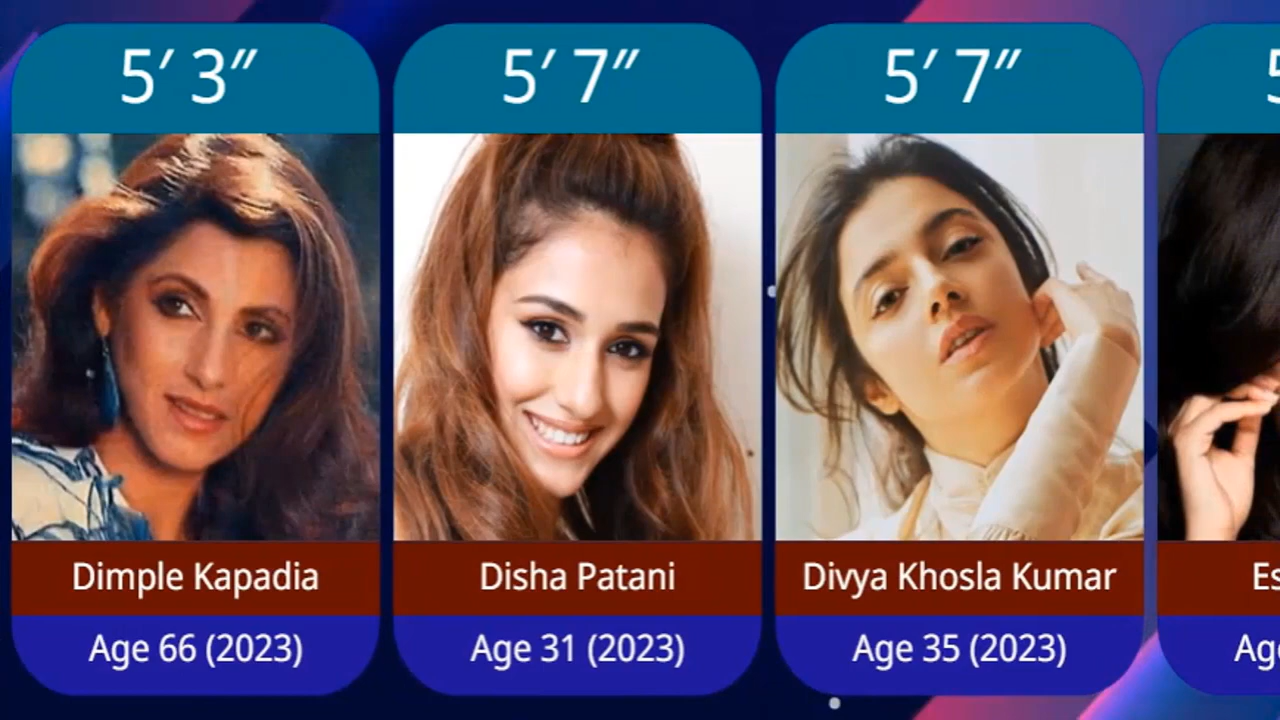 5′ 3″
Dimple Kapadia
Age 66 (2023)
5′ 7″
Disha Patani
Age 31 (2023)
5′ 7″
Divya Khosla Kumar
Age 35 (2023)
5